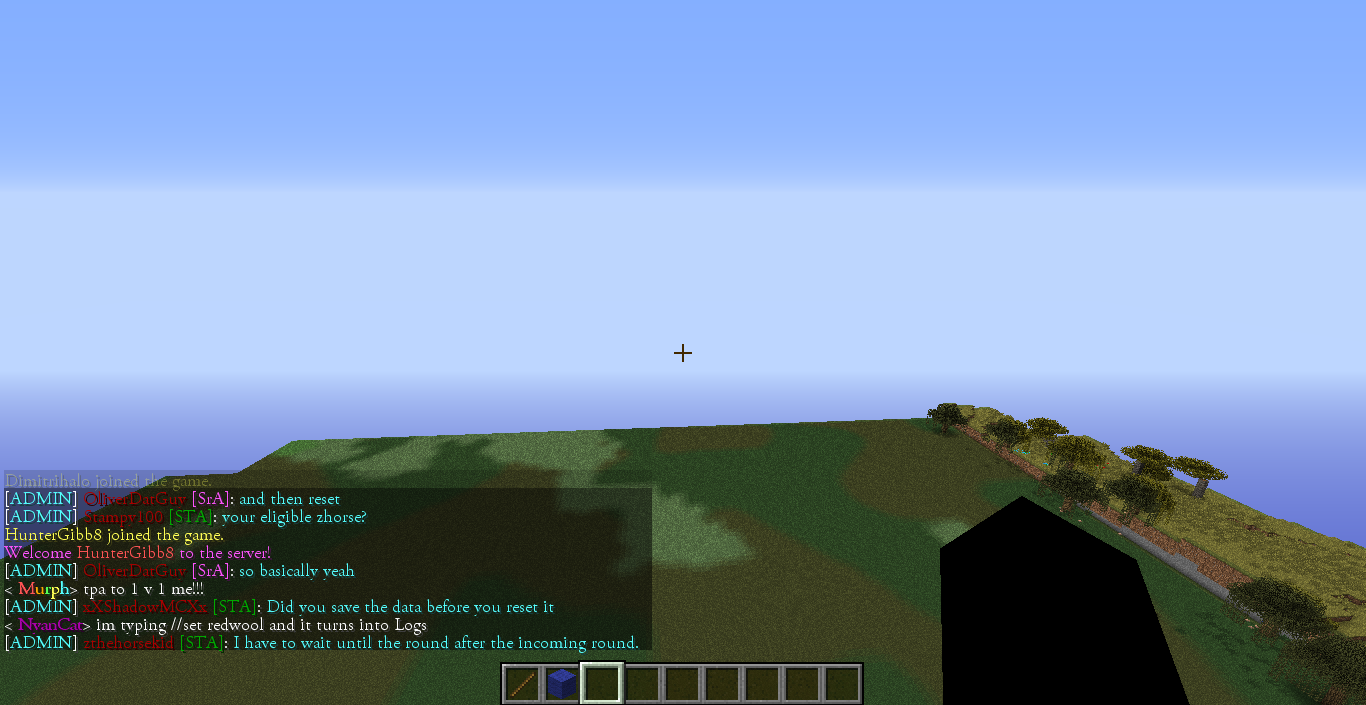 Dimitrihalo joined the game.
[ADMIN] OliverDatGuy [SrA]: and then reset
[ADMIN] Stampy100 [STA]: your eligible zhorse?
HunterGibb8 joined the game.
Welcome HunterGibb8 to the server!
[ADMIN] OliverDatGuy [SrA]: so basically yeah
< Murph> tpa to 1 v 1 me!!!
[ADMIN] xXShadowMCXx [STA]: Did you save the data before you reset it
< NyanCat> im typing //set redwool and it turns into Logs
[ADMIN] zthehorsekid [STA]: I have to wait until the round after the incoming round.